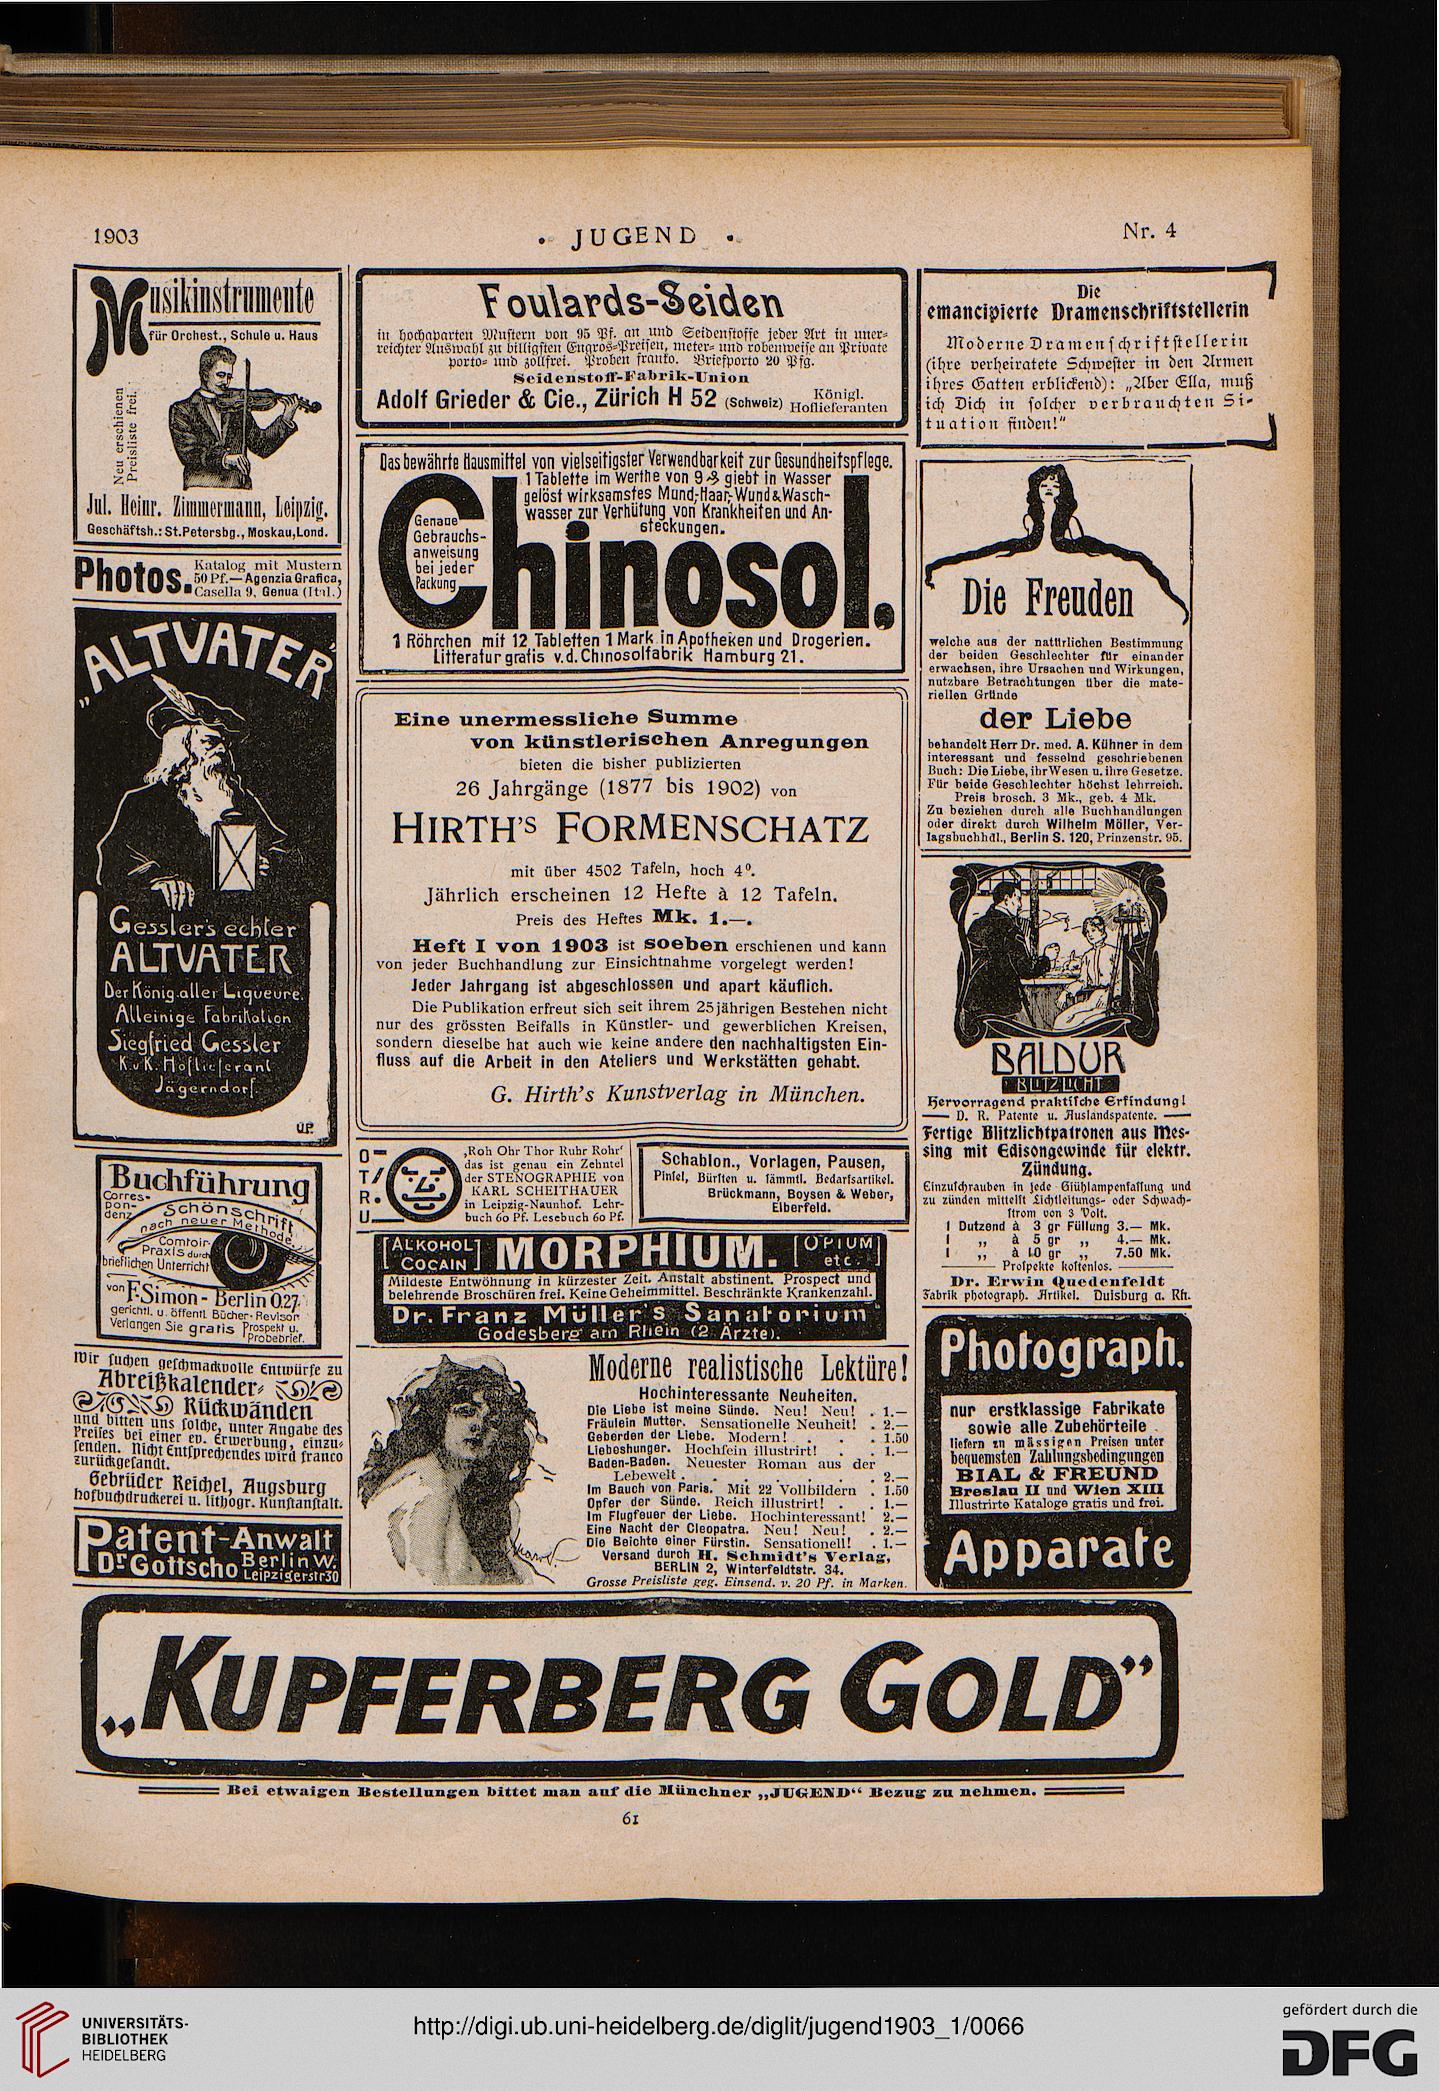 1903
• JUGEND •
Nr. 4
Musikinstrumente
für Orchest., Schule u. Haus
Neu erschienen
Preisliste frei.
Jul. Heinr. Zimmermann, Leipzig.
Geschäftsh.: St.Petersbg., Moskau, Lond.
Photos.
Katalog mit Mustern
50 Pf.— Agenzia Grafica,
Casella 9, Genua (Ital.)
„ALTVATER“
Gessler's echter
ALTVATER
Der König aller Liqueure.
Alleinige Fabrikation
Siegfried Gessler
K.u.K. Hoflieferant
Jägerndorf.
Buchführung
Corres-
pon-
denz
Schönschrift
nach neuer Methode.
Comtoir-
Praxis durch
brieflichen Unterricht
von F. Simon - Berlin O.27.
gerichtl. u. öffentl. Bücher-Revisor
Verlangen Sie gratis Prospekt u.
Probebrief.
Wir suchen geschmackvolle Entwürfe zu
Abreißkalender-
Rückwänden
und bitten uns solche, unter Angabe des
Preises bei einer ev. Erwerbung, einzu-
senden. Nicht Entsprechendes wird franco
zurückgesandt.
Gebrüder Reichel, Augsburg
Hofbuchdruckerei u. lithogr. Kunstanstalt.
Patent-Anwalt
Dr Gottscho Berlin W.
Leipzigerstr30
Foulards-Seiden
in hochaparten Mustern von 95 Pf. an und Seidenstoffe jeder Art in uner-
reichter Auswahl zu billigsten Engros-Preisen, meter- und robenweise an Private
porto- und zollfrei. Proben franko. Briefporto 20 Pfg.
Seidenstoff-Fabrik-Union
Adolf Grieder & Cie., Zürich H 52 (Schweiz) Königl.
Hoflieferanten
Das bewährte Hausmittel von vielseitigster Verwendbarkeit zur Gesundheitspflege.
1 Tablette im Werthe von 9 ₰ giebt in Wasser
gelöst wirksamstes Mund-, Haar-, Wund & Wasch-
wasser zur Verhütung von Krankheiten und An-
steckungen.
Chinosol.
Genaue
Gebrauchs-
anweisung
bei jeder
Packung
1 Röhrchen mit 12 Tabletten 1 Mark in Apotheken und Drogerien.
Litteratur gratis v. d. Chinosolfabrik Hamburg 21.
Eine unermessliche Summe
von künstlerischen Anregungen
bieten die bisher publizierten
26 Jahrgänge (1877 bis 1902) von
HIRTH'S FORMENSCHATZ
mit über 4502 Tafeln, hoch 4⁰.
Jährlich erscheinen 12 Hefte à 12 Tafeln.
Preis des Heftes Mk. 1.—.
Heft I von 1903 ist soeben erschienen und kann
von jeder Buchhandlung zur Einsichtnahme vorgelegt werden!
Jeder Jahrgang ist abgeschlossen und apart käuflich.
Die Publikation erfreut sich seit ihrem 25jährigen Bestehen nicht
nur des grössten Beifalls in Künstler- und gewerblichen Kreisen,
sondern dieselbe hat auch wie keine andere den nachhaltigsten Ein-
fluss auf die Arbeit in den Ateliers und Werkstätten gehabt.
G. Hirth's Kunstverlag in München.
O
T/
R.
U
‚Roh Ohr Thor Ruhr Rohr‘
das ist genau ein Zehntel
der STENOGRAPHIE von
KARL SCHEITHAUER
in Leipzig-Naunhof. Lehr-
buch 60 Pf. Lesebuch 60 Pf.
Schablon., Vorlagen, Pausen,
Pinsel, Bürsten u. sämmtl. Bedarfsartikel.
Brückmann, Boysen & Weber,
Elberfeld.
[ALKOHOL
COCAIN] MORPHIUM. [OPIUM
etc.]
Mildeste Entwöhnung in kürzester Zeit. Anstalt abstinent. Prospect und
belehrende Broschüren frei. Keine Geheimmittel. Beschränkte Krankenzahl.
Dr. Franz Müller's Sanatorium
Godesberg am Rhein (2. Ärzte).
Moderne realistische Lektüre!
Hochinteressante Neuheiten.
Die Liebe ist meine Sünde. Neu! Neu! . 1.—
Fräulein Mutter. Sensationelle Neuheit! . 2.—
Geberden der Liebe. Modern! . . . 1.50
Liebeshunger. Hochfein illustrirt! . . 1.—
Baden-Baden. Neuester Roman aus der
Lebewelt . . . . . . . . 2.—
Im Bauch von Paris. Mit 22 Vollbildern . 1.50
Opfer der Sünde. Reich illustrirt! . . 1.—
Im Flugfeuer der Liebe. Hochinteressant! 2.—
Eine Nacht der Cleopatra. Neu! Neu! . 2.—
Die Beichte einer Fürstin. Sensationell! . 1.—
Versand durch H. Schmidt's Verlag,
BERLIN 2, Winterfeldtstr. 34.
Grosse Preisliste geg. Einsend. v. 20 Pf. in Marken.
Die
emancipierte Dramenschriftstellerin
Moderne Dramenschriftstellerin
(ihre verheiratete Schwester in den Armen
ihres Gatten erblickend): „Aber Ella, muß
ich Dich in solcher verbrauchten Si-
tuation finden!“
Die Freuden
welche aus der natürlichen Bestimmung
der beiden Geschlechter für einander
erwachsen, ihre Ursachen und Wirkungen,
nutzbare Betrachtungen über die mate-
riellen Gründe
der Liebe
behandelt Herr Dr. med. A. Kühner in dem
interessant und fesselnd geschriebenen
Buch: Die Liebe, ihr Wesen u. ihre Gesetze.
Für beide Geschlechter höchst lehrreich.
Preis brosch. 3 Mk., geb. 4 Mk.
Zu beziehen durch alle Buchhandlungen
oder direkt durch Wilhelm Möller, Ver-
lagsbuchhdl., Berlin S. 120, Prinzenstr. 95.
BALDUR
BLITZLICHT
Hervorragend praktische Erfindung!
D. R. Patente u. Auslandspatente.
Fertige Blitzlichtpatronen aus Mes-
sing mit Edisongewinde für elektr.
Zündung.
Einzuschrauben in jede Glühlampenfassung und
zu zünden mittelst Lichtleitungs- oder Schwach-
strom von 3 Volt.
1 Dutzend à 3 gr Füllung 3.— Mk.
1 „ à 5 gr „ 4.— Mk.
1 „ à 10 gr „ 7.50 Mk.
Prospekte kostenlos.
Dr. Erwin Quedenfeldt
Fabrik photograph. Artikel. Duisburg a. Rh.
Photograph.
nur erstklassige Fabrikate
sowie alle Zubehörteile
liefern zu mässigen Preisen unter
bequemsten Zahlungsbedingungen
BIAL & FREUND
Breslau II und Wien XIII
Illustrirte Kataloge gratis und frei.
Apparate
„KUPFERBERG GOLD”
Bei etwaigen Bestellungen bittet man auf die Münchner „JUGEND“ Bezug zu nehmen.
61
UNIVERSITÄTS-
BIBLIOTHEK
HEIDELBERG
http://digi.ub.uni-heidelberg.de/diglit/jugend1903_1/0066
gefördert durch die
DFG